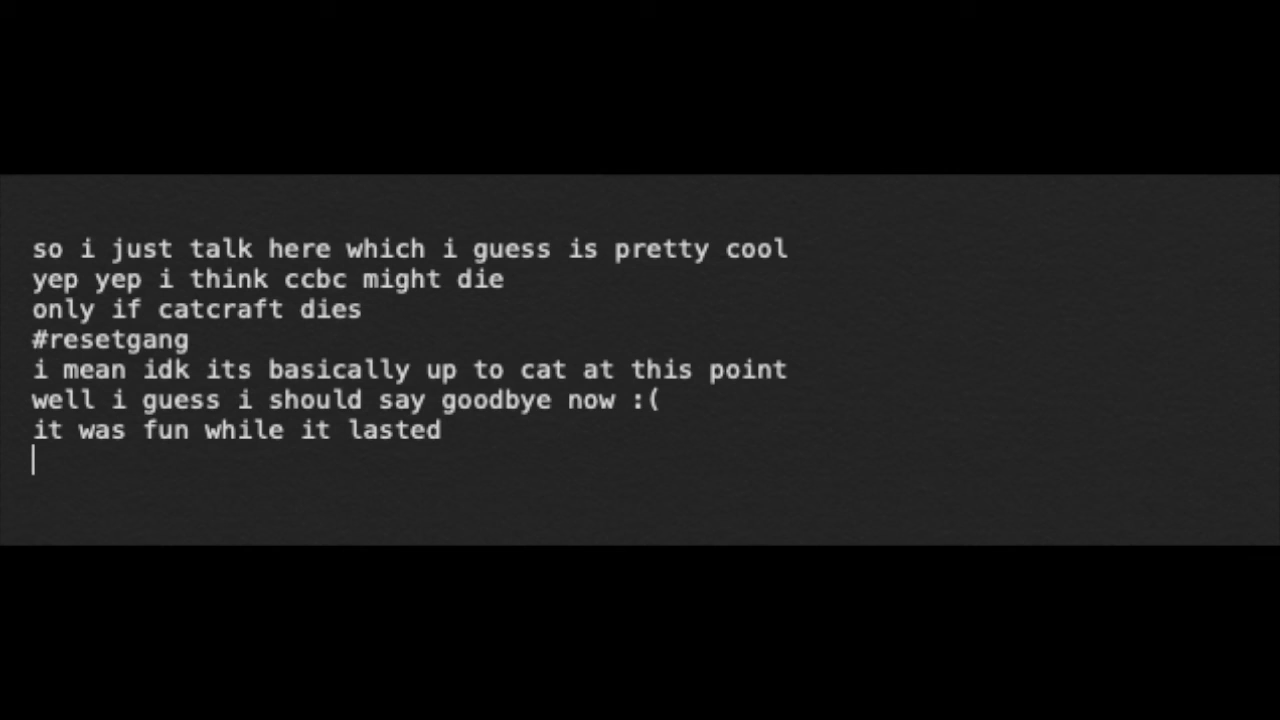 so i just talk here which i guess is pretty cool
yep yep i think ccbc might die
only if catcraft dies
#resetgang
i mean idk its basically up to cat at this point
well i guess i should say goodbye now :(
it was fun while it lasted